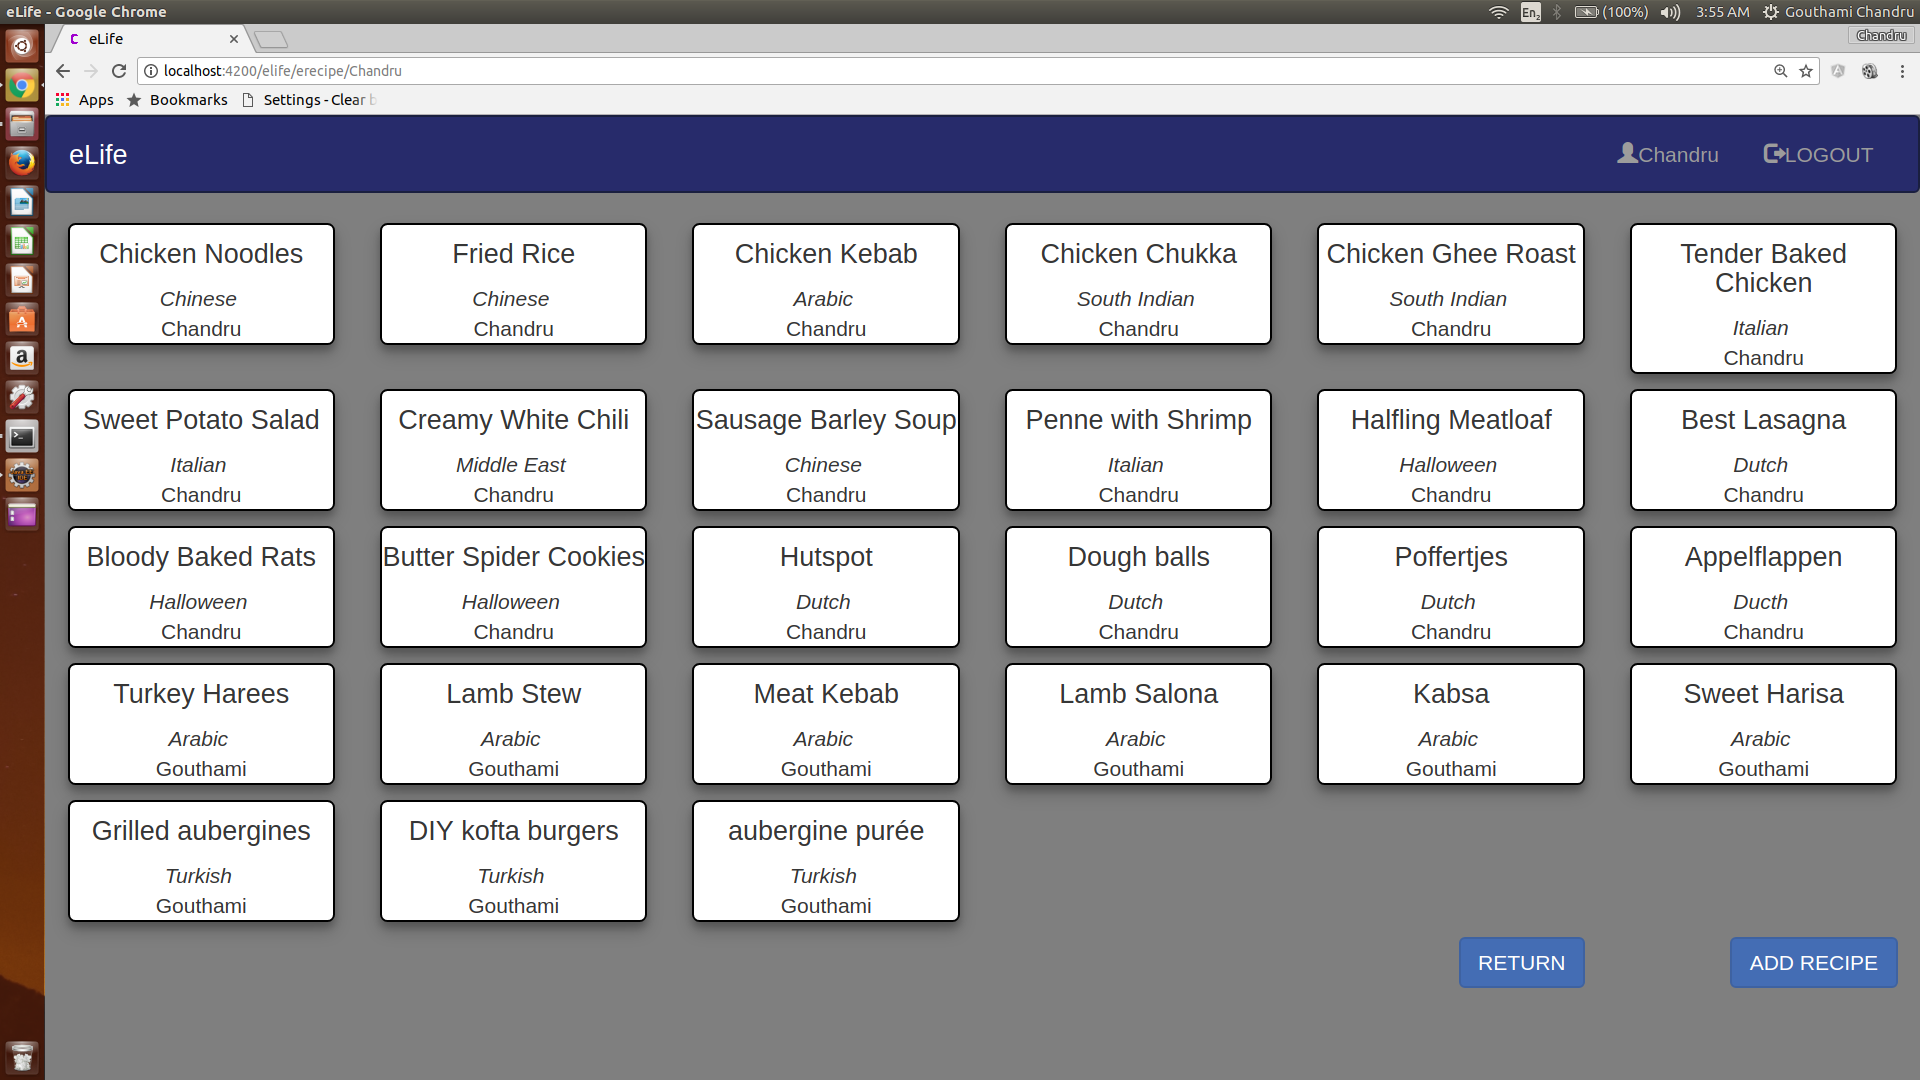 eLife - Google Chrome
En2 (100%) 3:55 AM Gouthami Chandru
eLife
Chandru
localhost:4200/elife/erecipe/Chandru
Apps Bookmarks Settings - Clear b
eLife
Chandru LOGOUT
Chicken Noodles
Chinese
Chandru
Fried Rice
Chinese
Chandru
Chicken Kebab
Arabic
Chandru
Chicken Chukka
South Indian
Chandru
Chicken Ghee Roast
South Indian
Chandru
Tender Baked
Chicken
Italian
Chandru
Sweet Potato Salad
Italian
Chandru
Creamy White Chili
Middle East
Chandru
Sausage Barley Soup
Chinese
Chandru
Penne with Shrimp
Italian
Chandru
Halfling Meatloaf
Halloween
Chandru
Best Lasagna
Dutch
Chandru
Bloody Baked Rats
Halloween
Chandru
Butter Spider Cookies
Halloween
Chandru
Hutspot
Dutch
Chandru
Dough balls
Dutch
Chandru
Poffertjes
Dutch
Chandru
Appelflappen
Ducth
Chandru
Turkey Harees
Arabic
Gouthami
Lamb Stew
Arabic
Gouthami
Meat Kebab
Arabic
Gouthami
Lamb Salona
Arabic
Gouthami
Kabsa
Arabic
Gouthami
Sweet Harisa
Arabic
Gouthami
Grilled aubergines
Turkish
Gouthami
DIY kofta burgers
Turkish
Gouthami
aubergine purée
Turkish
Gouthami
RETURN
ADD RECIPE